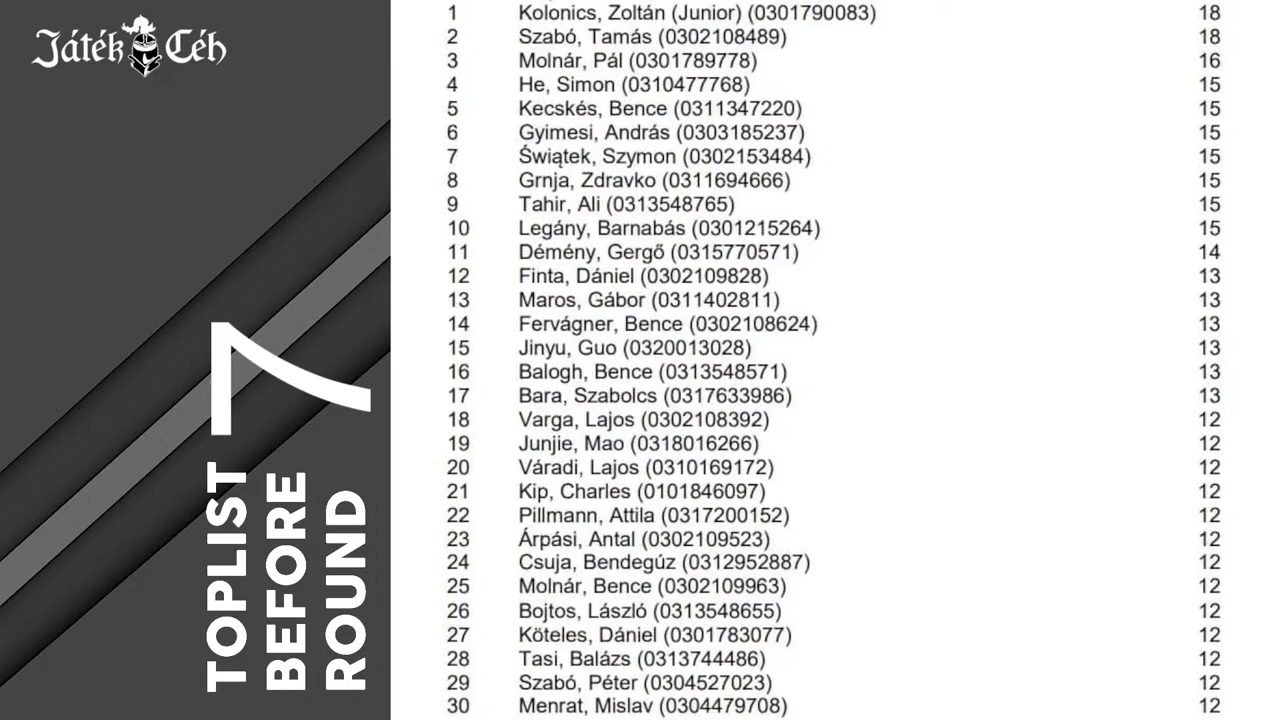 Játék Céh
TOPLIST
BEFORE
ROUND
7
1 Kolonics, Zoltán (Junior) (0301790083) 18
2 Szabó, Tamás (0302108489) 18
3 Molnár, Pál (0301789778) 16
4 He, Simon (0310477768) 15
5 Kecskés, Bence (0311347220) 15
6 Gyimesi, András (0303185237) 15
7 Świątek, Szymon (0302153484) 15
8 Grnja, Zdravko (0311694666) 15
9 Tahir, Ali (0313548765) 15
10 Legány, Barnabás (0301215264) 15
11 Démény, Gergő (0315770571) 14
12 Finta, Dániel (0302109828) 13
13 Maros, Gábor (0311402811) 13
14 Fervágner, Bence (0302108624) 13
15 Jinyu, Guo (0320013028) 13
16 Balogh, Bence (0313548571) 13
17 Bara, Szabolcs (0317633986) 13
18 Varga, Lajos (0302108392) 12
19 Junjie, Mao (0318016266) 12
20 Váradi, Lajos (0310169172) 12
21 Kip, Charles (0101846097) 12
22 Pillmann, Attila (0317200152) 12
23 Árpási, Antal (0302109523) 12
24 Csuja, Bendegúz (0312952887) 12
25 Molnár, Bence (0302109963) 12
26 Bojtos, László (0313548655) 12
27 Köteles, Dániel (0301783077) 12
28 Tasi, Balázs (0313744486) 12
29 Szabó, Péter (0304527023) 12
30 Menrat, Mislav (0304479708) 12